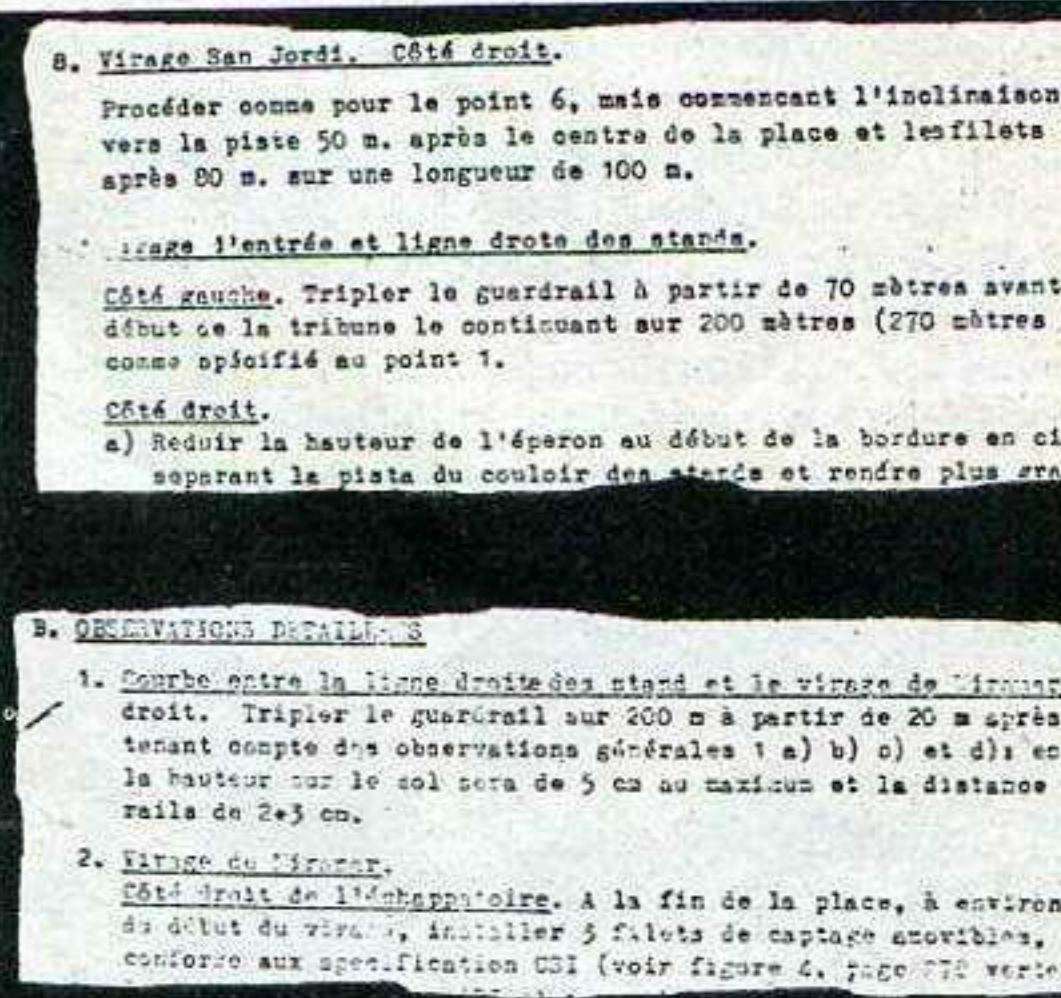 8. Virage San Jordi. Côté droit.
Procéder comme pour le point 6, mais commencant l'inclinaison
vers la piste 50 m. après le centre de la place et lesfilets
après 80 m. sur une longueur de 100 m.
l'entrée et ligne drote des stands.
Côté gauche. Tripler le guardrail à partir de 70 mètres avant
début de la tribune le continuant sur 200 mètres (270 mètres
comme spécifié au point 1.
Côté droit.
a) Reduir la hauteur de l'éperon au début de la bordure en ci
separant la pista du couloir des stands et rendre plus gra
B. OBSERVATIONS
1. Courbe entre la ligne droite des stand et le virage de
droit. Tripler le guardrail sur 200 m à partir de 20 m après
tenant compte des observations générales 1 a) b) c) et d): en
la hauteur sur le sol sera de 5 cm au maximum et la distance
rails de 2+3 cm.
2. Virage du
Côté droit de l'échappatoire. A la fin de la place, à environ
du début du virage, installer 5 filets de captage amovibles,
conforme aux specification CSI (voir figure page verte